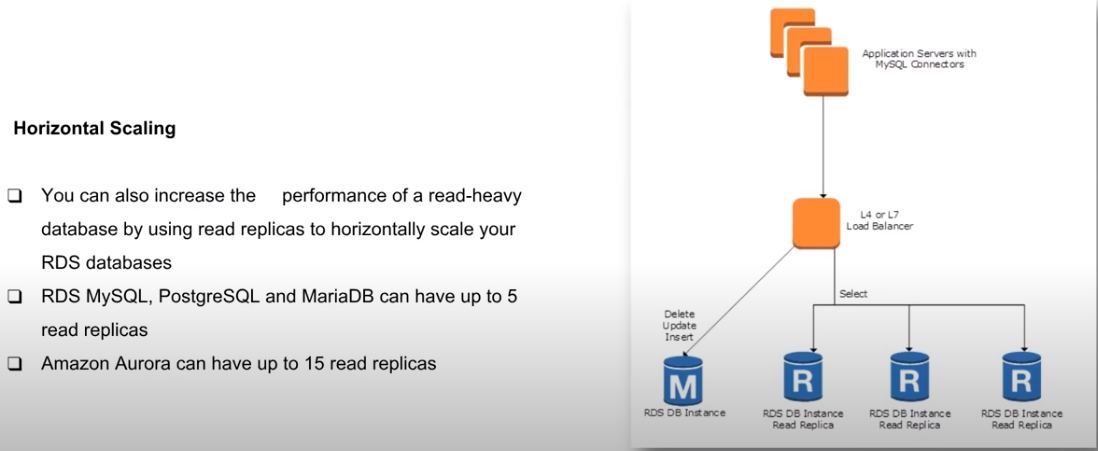 Horizontal Scaling
❑ You can also increase the performance of a read-heavy
database by using read replicas to horizontally scale your
RDS databases
❑ RDS MySQL, PostgreSQL and MariaDB can have up to 5
read replicas
❑ Amazon Aurora can have up to 15 read replicas
Application Servers with
MySQL Connectors
L4 or L7
Load Balancer
Select
Delete
Update
Insert
M
R
R
R
RDS DB Instance
RDS DB Instance
Read Replica
RDS DB Instance
Read Replica
RDS DB Instance
Read Replica